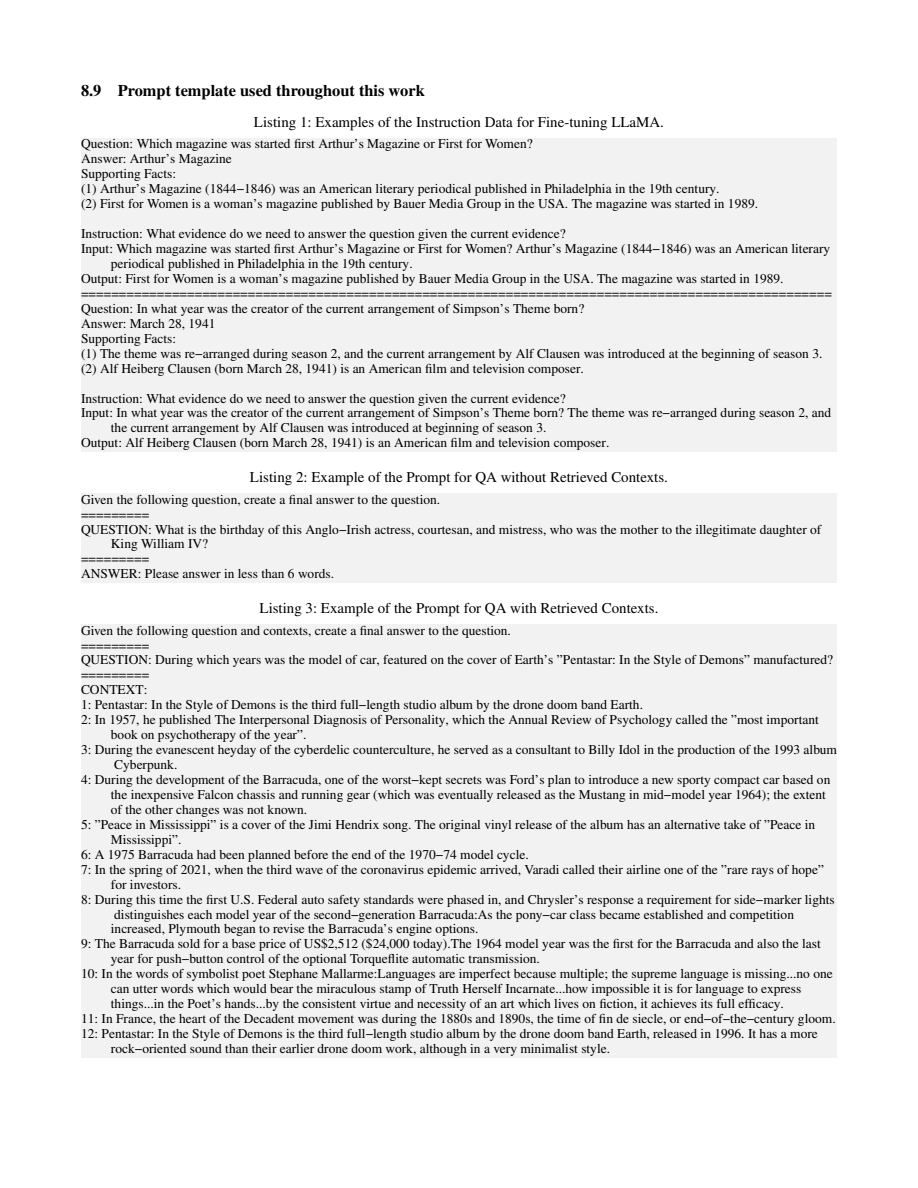 8.9 Prompt template used throughout this work
Listing 1: Examples of the Instruction Data for Fine-tuning LLaMA.
Question: Which magazine was started first Arthur's Magazine or First for Women?
Answer: Arthur's Magazine
Supporting Facts:
(1) Arthur's Magazine (1844−1846) was an American literary periodical published in Philadelphia in the 19th century.
(2) First for Women is a woman's magazine published by Bauer Media Group in the USA. The magazine was started in 1989.
Instruction: What evidence do we need to answer the question given the current evidence?
Input: Which magazine was started first Arthur's Magazine or First for Women? Arthur's Magazine (1844−1846) was an American literary
periodical published in Philadelphia in the 19th century.
Output: First for Women is a woman's magazine published by Bauer Media Group in the USA. The magazine was started in 1989.
====================================================================================================
Question: In what year was the creator of the current arrangement of Simpson's Theme born?
Answer: March 28, 1941
Supporting Facts:
(1) The theme was re−arranged during season 2, and the current arrangement by Alf Clausen was introduced at the beginning of season 3.
(2) Alf Heiberg Clausen (born March 28, 1941) is an American film and television composer.
Instruction: What evidence do we need to answer the question given the current evidence?
Input: In what year was the creator of the current arrangement of Simpson's Theme born? The theme was re−arranged during season 2, and
the current arrangement by Alf Clausen was introduced at beginning of season 3.
Output: Alf Heiberg Clausen (born March 28, 1941) is an American film and television composer.
Listing 2: Example of the Prompt for QA without Retrieved Contexts.
Given the following question, create a final answer to the question.
=========
QUESTION: What is the birthday of this Anglo−Irish actress, courtesan, and mistress, who was the mother to the illegitimate daughter of
King William IV?
=========
ANSWER: Please answer in less than 6 words.
Listing 3: Example of the Prompt for QA with Retrieved Contexts.
Given the following question and contexts, create a final answer to the question.
=========
QUESTION: During which years was the model of car, featured on the cover of Earth's ”Pentastar: In the Style of Demons” manufactured?
=========
CONTEXT:
1: Pentastar: In the Style of Demons is the third full−length studio album by the drone doom band Earth.
2: In 1957, he published The Interpersonal Diagnosis of Personality, which the Annual Review of Psychology called the ”most important
book on psychotherapy of the year”.
3: During the evanescent heyday of the cyberdelic counterculture, he served as a consultant to Billy Idol in the production of the 1993 album
Cyberpunk.
4: During the development of the Barracuda, one of the worst−kept secrets was Ford's plan to introduce a new sporty compact car based on
the inexpensive Falcon chassis and running gear (which was eventually released as the Mustang in mid−model year 1964); the extent
of the other changes was not known.
5: ”Peace in Mississippi” is a cover of the Jimi Hendrix song. The original vinyl release of the album has an alternative take of ”Peace in
Mississippi”.
6: A 1975 Barracuda had been planned before the end of the 1970−74 model cycle.
7: In the spring of 2021, when the third wave of the coronavirus epidemic arrived, Varadi called their airline one of the ”rare rays of hope”
for investors.
8: During this time the first U.S. Federal auto safety standards were phased in, and Chrysler's response a requirement for side−marker lights
distinguishes each model year of the second−generation Barracuda:As the pony−car class became established and competition
increased, Plymouth began to revise the Barracuda's engine options.
9: The Barracuda sold for a base price of US$2,512 ($24,000 today).The 1964 model year was the first for the Barracuda and also the last
year for push−button control of the optional Torqueflite automatic transmission.
10: In the words of symbolist poet Stephane Mallarme:Languages are imperfect because multiple; the supreme language is missing...no one
can utter words which would bear the miraculous stamp of Truth Herself Incarnate...how impossible it is for language to express
things...in the Poet's hands...by the consistent virtue and necessity of an art which lives on fiction, it achieves its full efficacy.
11: In France, the heart of the Decadent movement was during the 1880s and 1890s, the time of fin de siecle, or end−of−the−century gloom.
12: Pentastar: In the Style of Demons is the third full−length studio album by the drone doom band Earth, released in 1996. It has a more
rock−oriented sound than their earlier drone doom work, although in a very minimalist style.